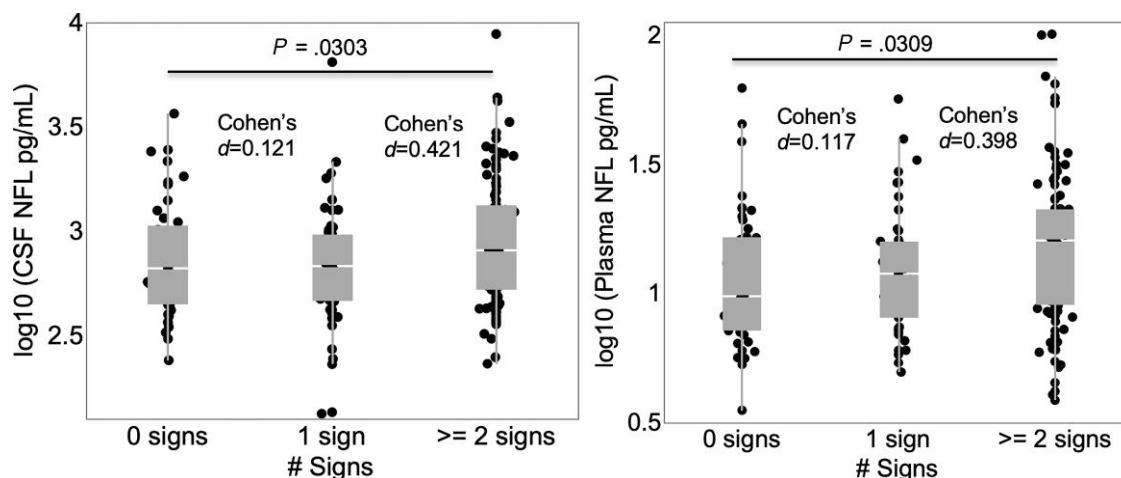 4
P = .0303
3.5
Cohen's
d=0.121
Cohen's
d=0.421
3
2.5
log10 (CSF NFL pg/mL)
0 signs
1 sign
>= 2 signs
# Signs
2
P = .0309
Cohen's
d=0.117
Cohen's
d=0.398
1.5
1
0.5
log10 (Plasma NFL pg/mL)
0 signs
1 sign
>= 2 signs
# Signs